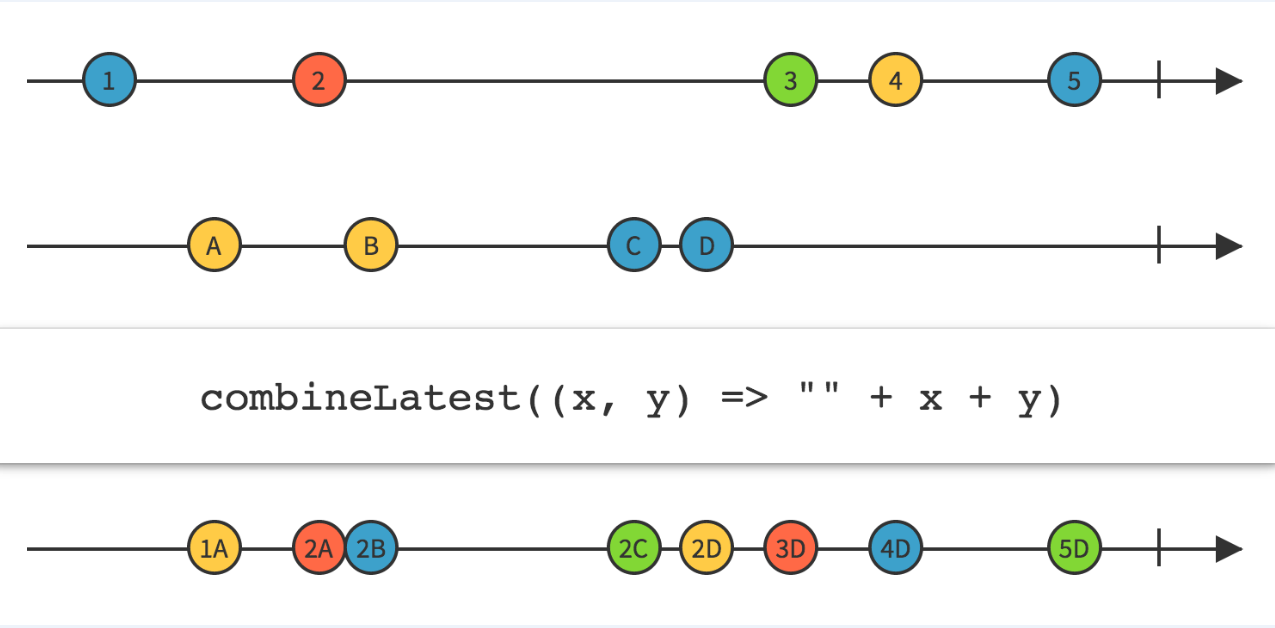 1 2 3 4 5
A B C D
combineLatest((x, y) => "" + x + y)
1A 2A 2B 2C 2D 3D 4D 5D